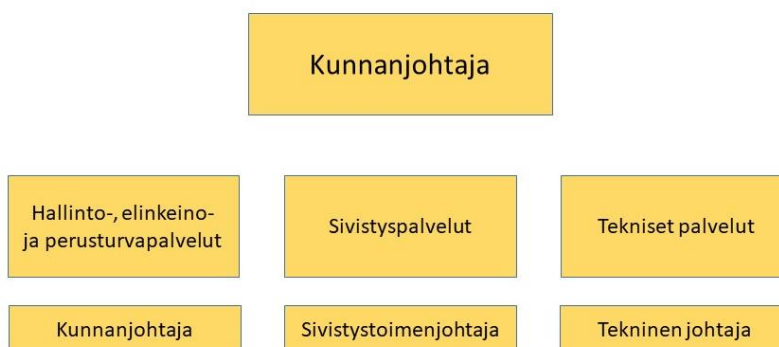 Kunnanjohtaja
Hallinto-, elinkeino-
ja perusturvapalvelut
Sivistyspalvelut
Tekniset palvelut
Kunnanjohtaja
Sivistystoimenjohtaja
Tekninen johtaja